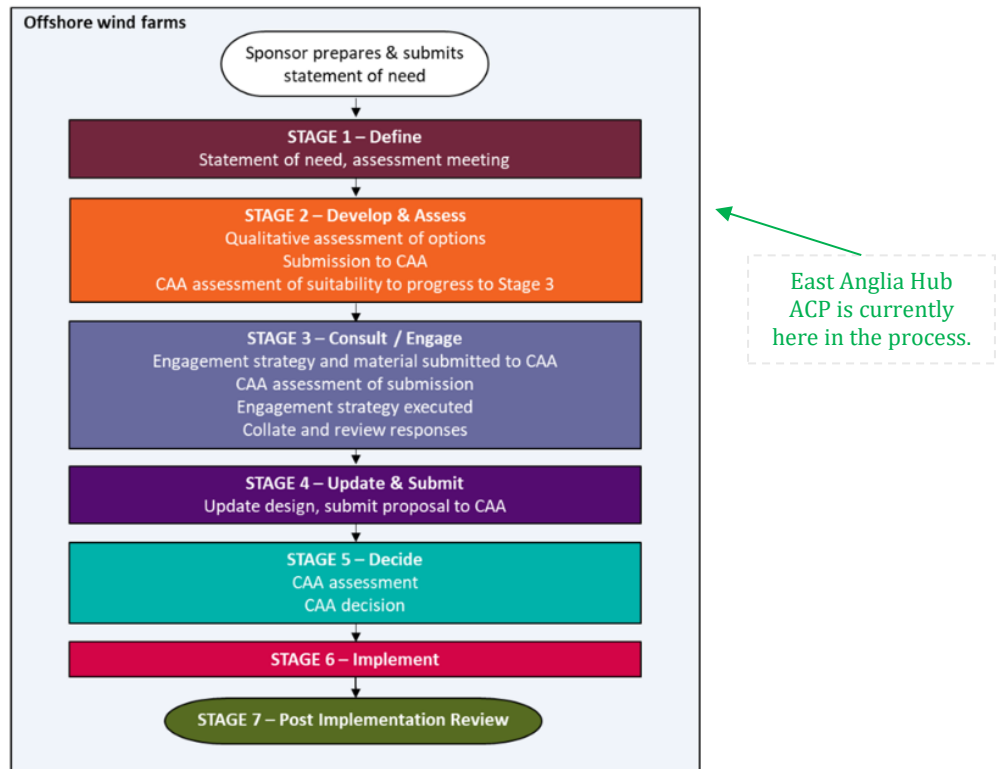 Offshore wind farms
Sponsor prepares & submits
statement of need
STAGE 1 – Define
Statement of need, assessment meeting
STAGE 2 – Develop & Assess
Qualitative assessment of options
Submission to CAA
CAA assessment of suitability to progress to Stage 3
East Anglia Hub
ACP is currently
here in the process.
STAGE 3 – Consult / Engage
Engagement strategy and material submitted to CAA
CAA assessment of submission
Engagement strategy executed
Collate and review responses
STAGE 4 – Update & Submit
Update design, submit proposal to CAA
STAGE 5 – Decide
CAA assessment
CAA decision
STAGE 6 – Implement
STAGE 7 – Post Implementation Review